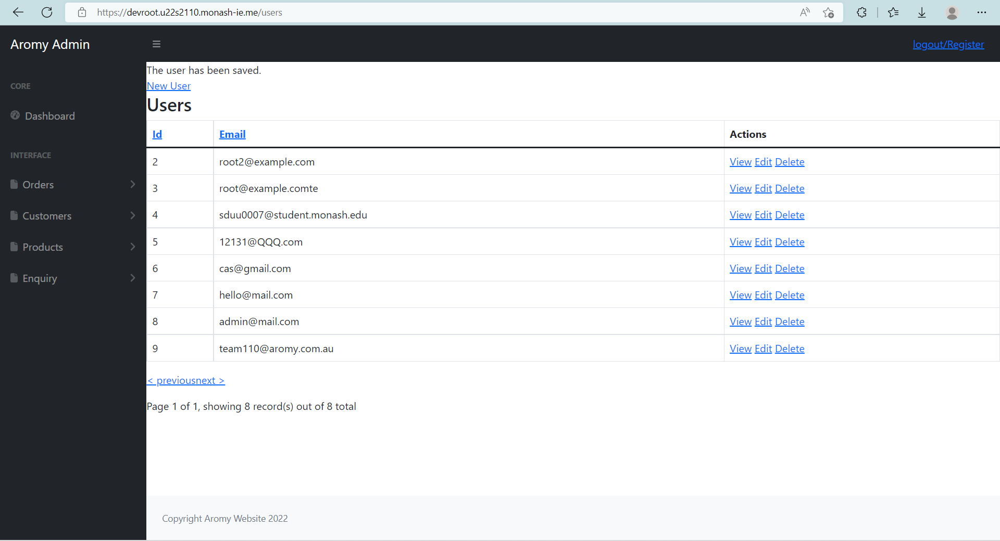 https://devroot.u22s2110.monash-ie.me/users
Aromy Admin
logout/Register
CORE
Dashboard
INTERFACE
Orders
Customers
Products
Enquiry
The user has been saved.
New User
Users
Id Email Actions
2 root2@example.com View Edit Delete
3 root@example.comte View Edit Delete
4 sduu0007@student.monash.edu View Edit Delete
5 12131@QQQ.com View Edit Delete
6 cas@gmail.com View Edit Delete
7 hello@mail.com View Edit Delete
8 admin@mail.com View Edit Delete
9 team110@aromy.com.au View Edit Delete
< previousnext >
Page 1 of 1, showing 8 record(s) out of 8 total
Copyright Aromy Website 2022